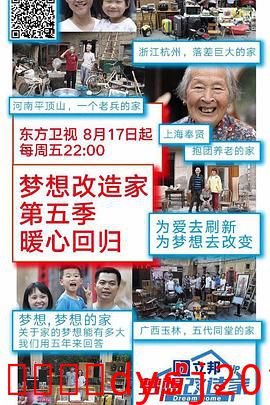 浙江杭州，落差巨大的家
河南平顶山，一个老兵的家
东方卫视 8月17日起
每周五22:00
上海奉贤
抱团养老的家
梦想改造家
第五季
暖心回归
为爱去刷新
为梦想去改变
梦想,梦想的家
关于家的梦想能有多大
我们用五年来回答
广西玉林，五代同堂的家
立邦
改造家
Dream Home